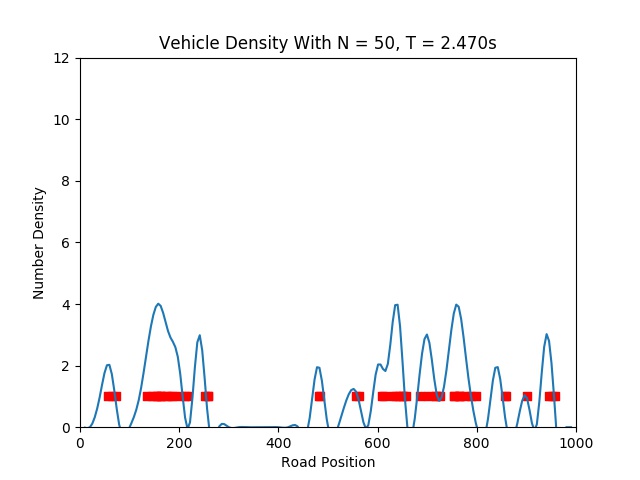 Vehicle Density With N = 50, T = 2.470s
12
10
8
6
4
2
0
Number Density
0 200 400 600 800 1000
Road Position